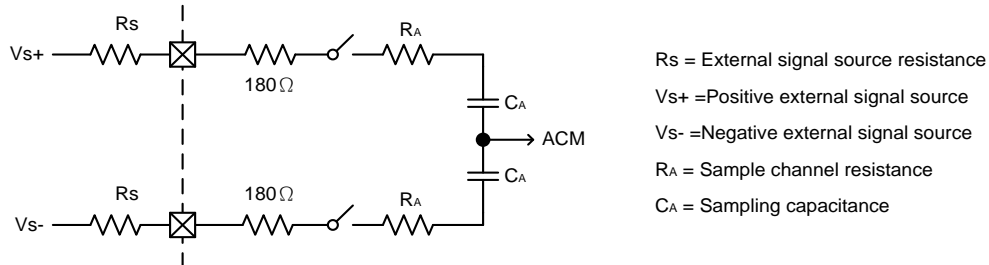 Rs
RA
Vs+
180Ω
CA
ACM
CA
Rs
180Ω
RA
Vs-
Rs = External signal source resistance
Vs+ =Positive external signal source
Vs- =Negative external signal source
RA = Sample channel resistance
CA = Sampling capacitance